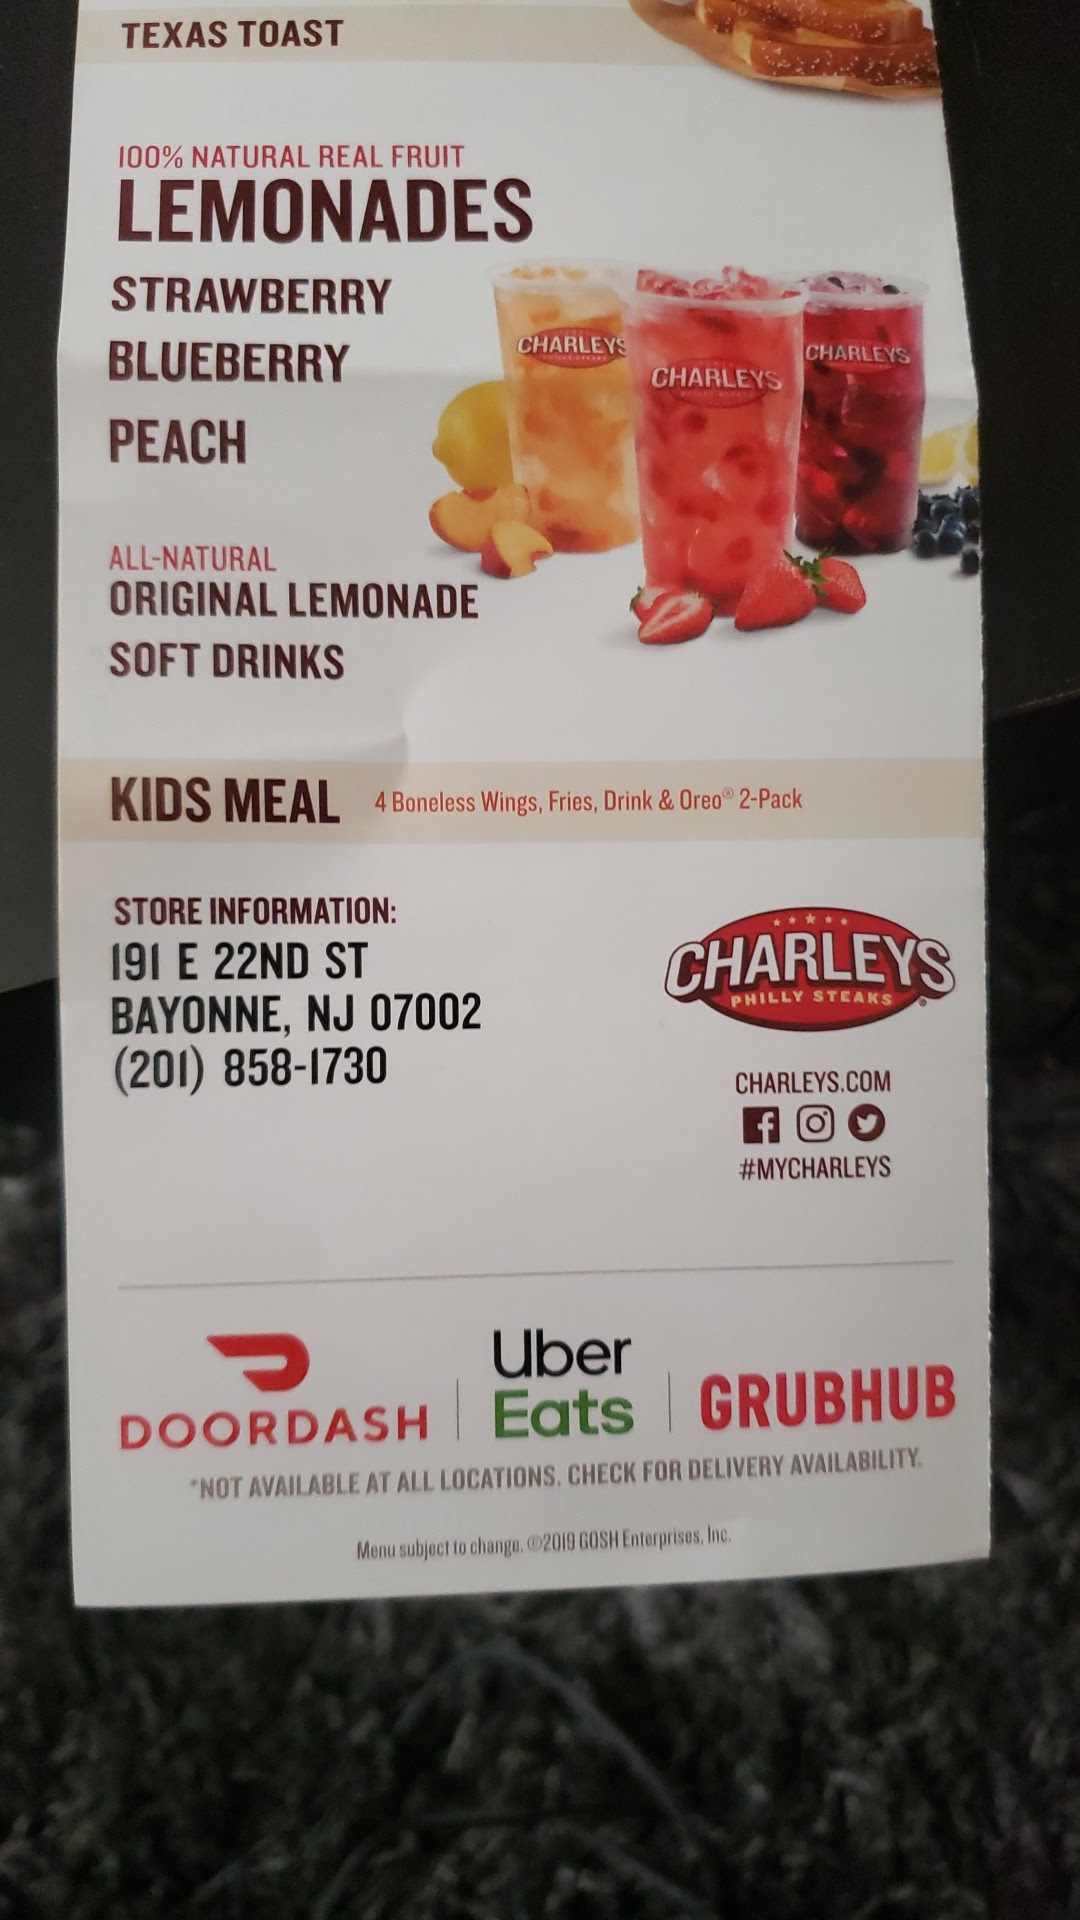 TEXAS TOAST
100% NATURAL REAL FRUIT
LEMONADES
STRAWBERRY
BLUEBERRY
PEACH
CHARLEYS
CHARLEYS
CHARLEYS
ALL-NATURAL
ORIGINAL LEMONADE
SOFT DRINKS
KIDS MEAL 4 Boneless Wings, Fries, Drink & Oreo® 2-Pack
STORE INFORMATION:
191 E 22ND ST
BAYONNE, NJ 07002
(201) 858-1730
CHARLEYS
PHILLY STEAKS
CHARLEYS.COM
#MYCHARLEYS
DOORDASH
Uber
Eats
GRUBHUB
*NOT AVAILABLE AT ALL LOCATIONS. CHECK FOR DELIVERY AVAILABILITY.
Menu subject to change. ©2019 GOSH Enterprises, Inc.